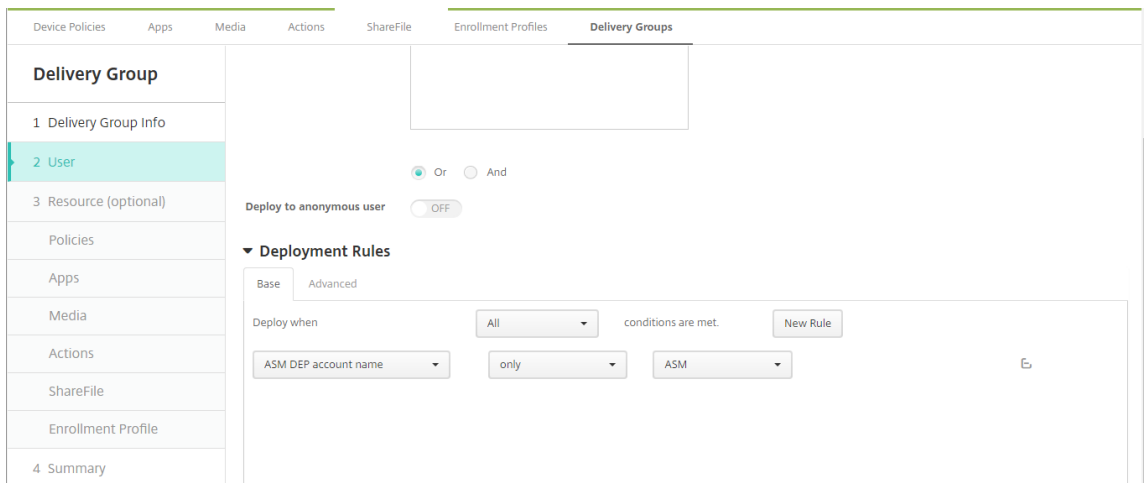 Device Policies Apps Media Actions ShareFile Enrollment Profiles Delivery Groups
Delivery Group
1 Delivery Group Info
2 User
3 Resource (optional)
Policies
Apps
Media
Actions
ShareFile
Enrollment Profile
4 Summary
Or And
Deploy to anonymous user OFF
Deployment Rules
Base Advanced
Deploy when All conditions are met. New Rule
ASM DEP account name only ASM